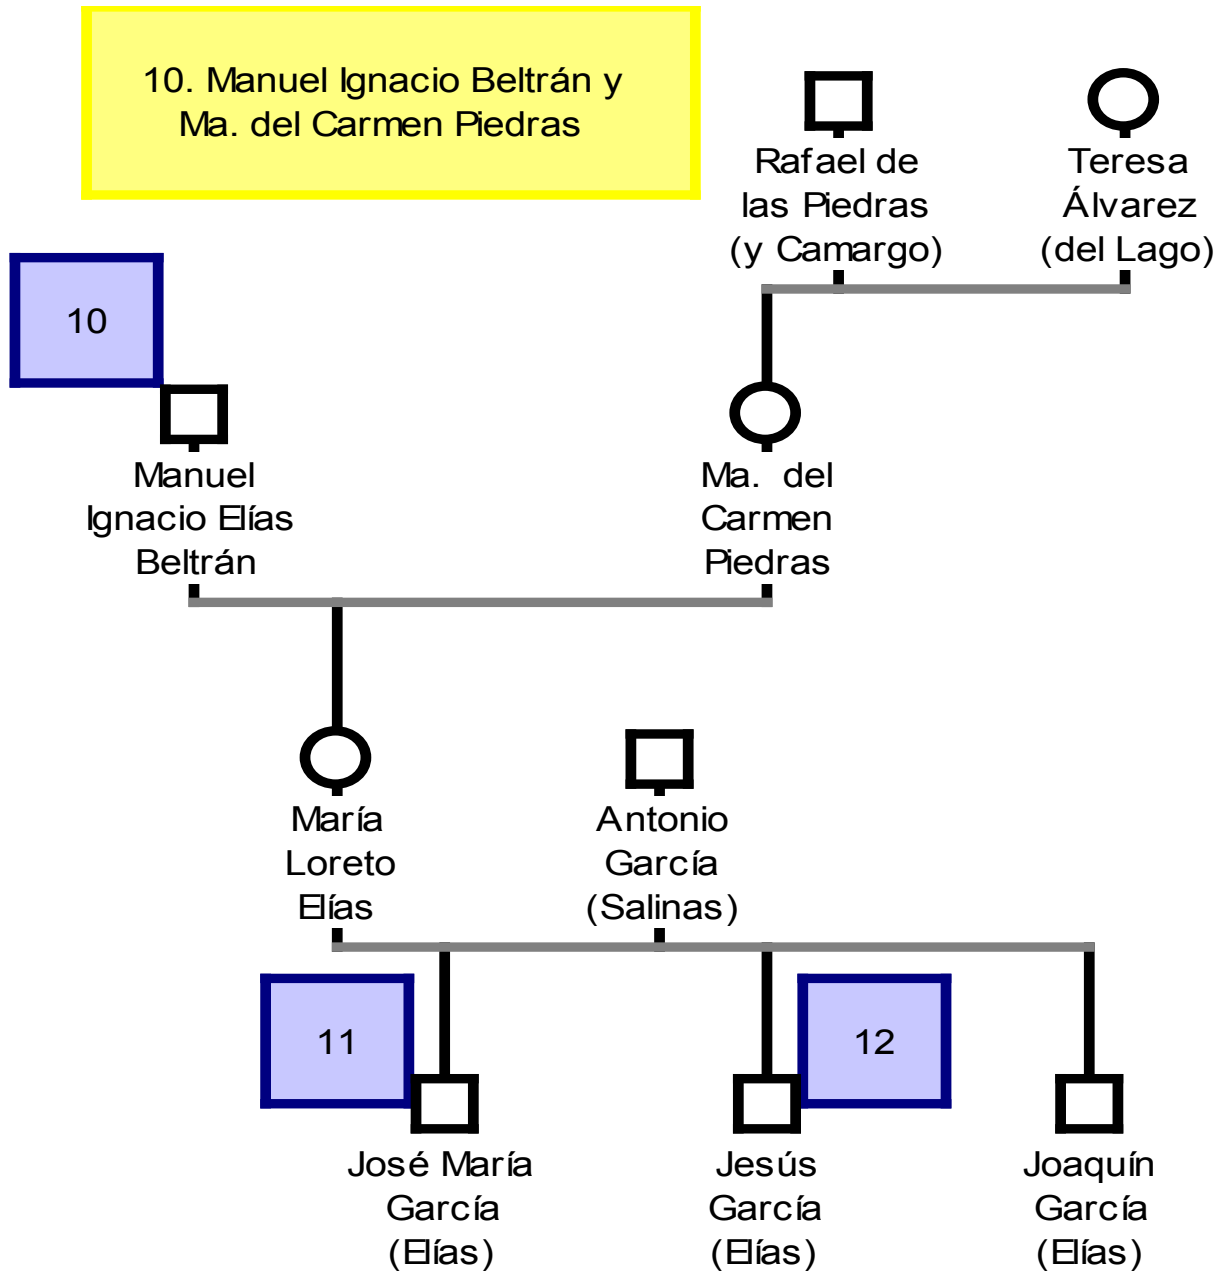 10. Manuel Ignacio Beltrán y
Ma. del Carmen Piedras
Rafael de
las Piedras
(y Camargo)
Teresa
Álvarez
(del Lago)
10
Manuel
Ignacio Elías
Beltrán
Ma. del
Carmen
Piedras
María
Loreto
Elías
Antonio
García
(Salinas)
11
12
José María
García
(Elías)
Jesús
García
(Elías)
Joaquín
García
(Elías)